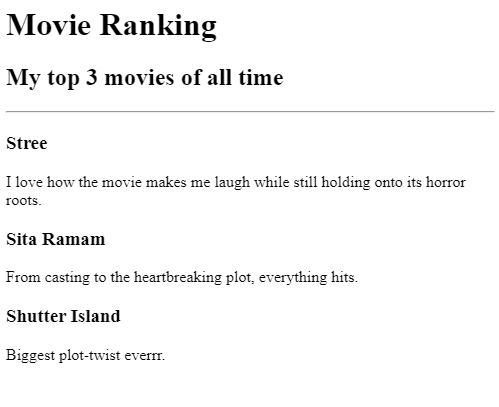 Movie Ranking
My top 3 movies of all time
Stree
I love how the movie makes me laugh while still holding onto its horror
roots.
Sita Ramam
From casting to the heartbreaking plot, everything hits.
Shutter Island
Biggest plot-twist everrr.